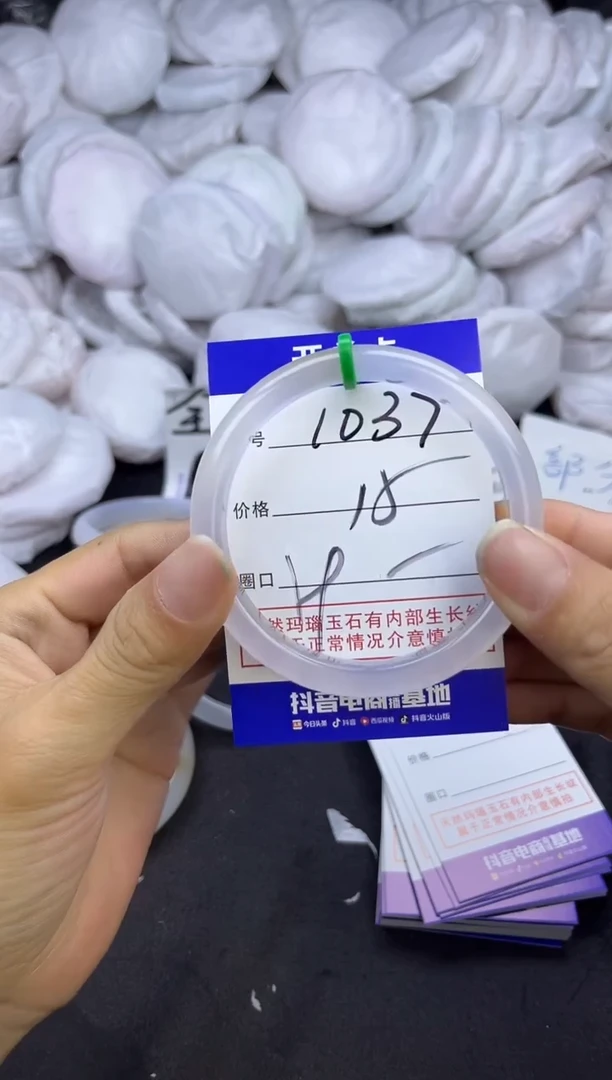 号 1037
价格 15
圈口
然玛瑙玉石有内部生长纹
于正常情况介意慎
抖音电商直播基地
今日头条 抖音 西瓜视频 抖音火山版
价格
圈口
天然玛瑙玉石有内部生长纹
属于正常情况介意慎拍
抖音电商直播基地